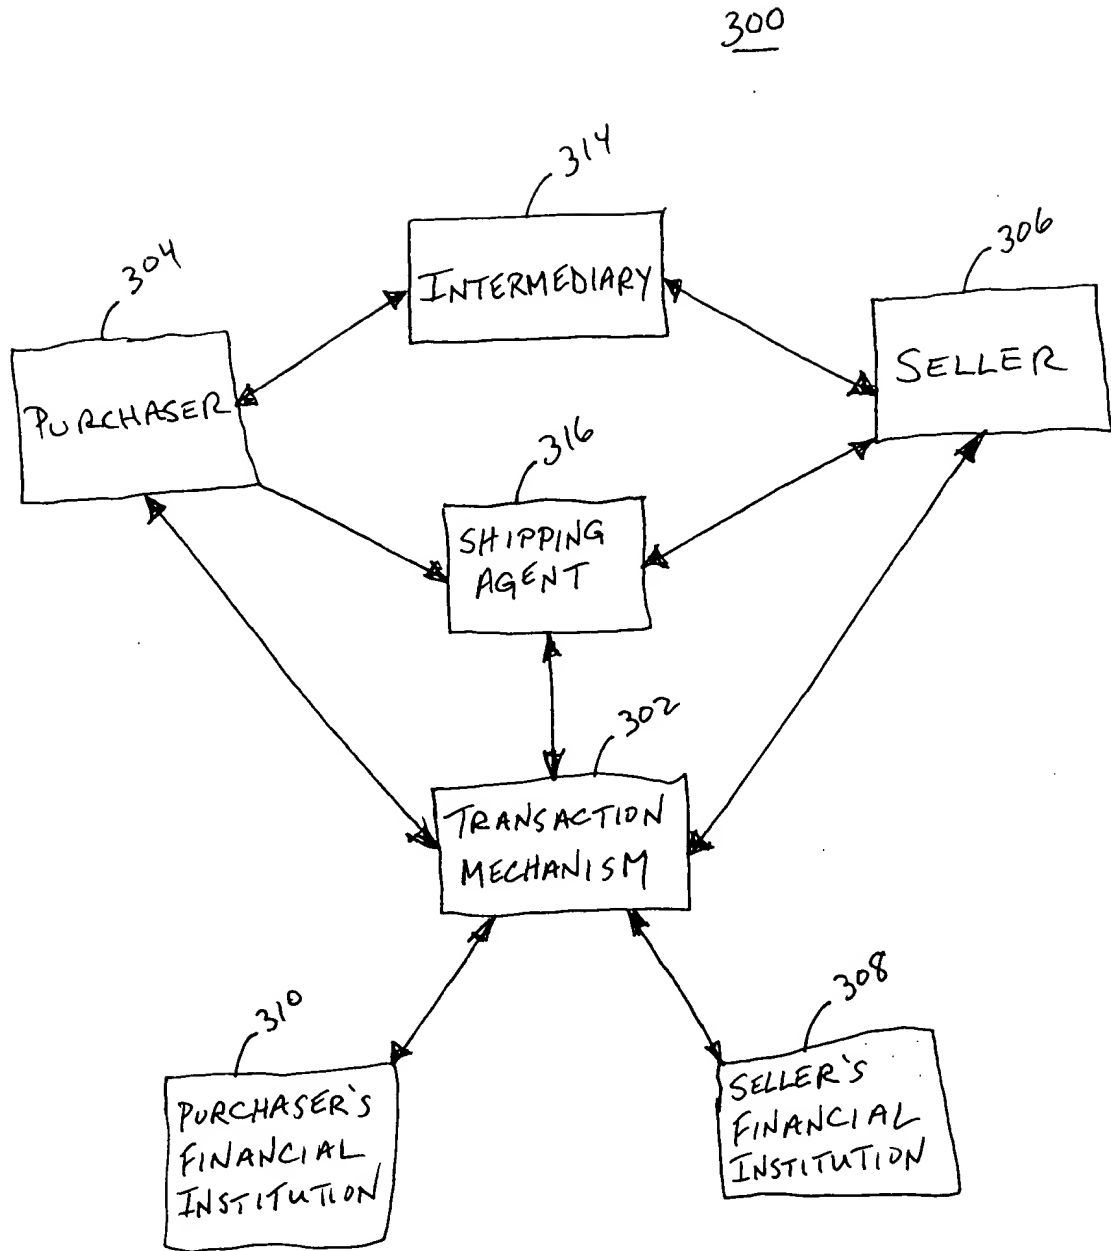 300
314
INTERMEDIARY
304
PURCHASER
306
SELLER
316
SHIPPING
AGENT
302
TRANSACTION
MECHANISM
310
PURCHASER'S
FINANCIAL
INSTITUTION
308
SELLER'S
FINANCIAL
INSTITUTION